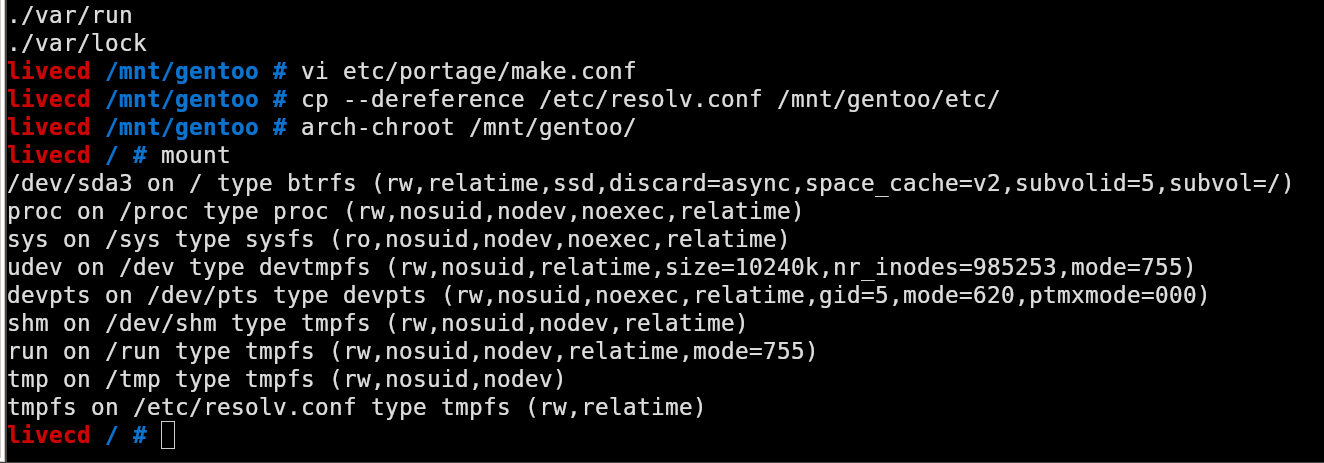 ./var/run
./var/lock
livecd /mnt/gentoo # vi etc/portage/make.conf
livecd /mnt/gentoo # cp --dereference /etc/resolv.conf /mnt/gentoo/etc/
livecd /mnt/gentoo # arch-chroot /mnt/gentoo/
livecd / # mount
/dev/sda3 on / type btrfs (rw,relatime,ssd,discard=async,space_cache=v2,subvolid=5,subvol=/)
proc on /proc type proc (rw,nosuid,nodev,noexec,relatime)
sys on /sys type sysfs (ro,nosuid,nodev,noexec,relatime)
udev on /dev type devtmpfs (rw,nosuid,relatime,size=10240k,nr_inodes=985253,mode=755)
devpts on /dev/pts type devpts (rw,nosuid,noexec,relatime,gid=5,mode=620,ptmxmode=000)
shm on /dev/shm type tmpfs (rw,nosuid,nodev,relatime)
run on /run type tmpfs (rw,nosuid,nodev,relatime,mode=755)
tmp on /tmp type tmpfs (rw,nosuid,nodev)
tmpfs on /etc/resolv.conf type tmpfs (rw,relatime)
livecd / #